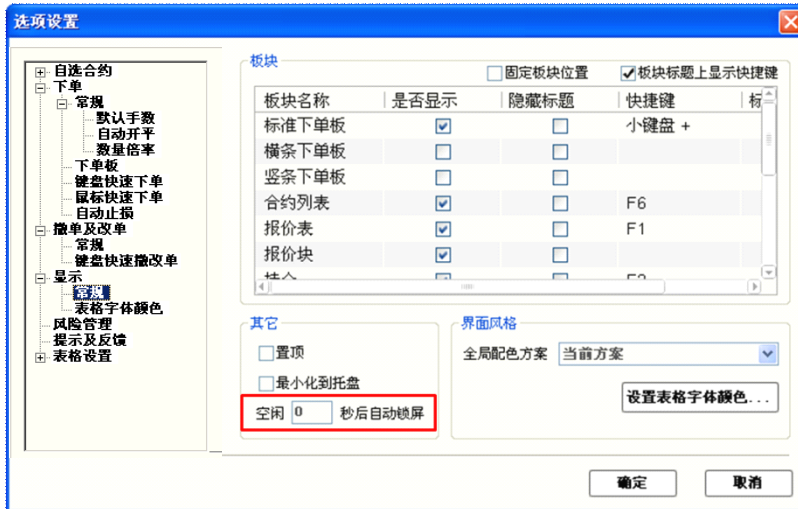 选项设置
自选合约
下单
常规
默认手数
自动开平
数量倍率
下单板
键盘快速下单
鼠标快速下单
自动止损
撤单及改单
常规
键盘快速撤改单
显示
常规
表格字体颜色
风险管理
提示及反馈
表格设置
板块
固定板块位置 板块标题上显示快捷键
板块名称 是否显示 隐藏标题 快捷键 标
标准下单板 小键盘 +
横条下单板
竖条下单板
合约列表 F6
报价表 F1
报价块
其它
置顶
最小化到托盘
空闲 0 秒后自动锁屏
界面风格
全局配色方案 当前方案
设置表格字体颜色...
确定 取消